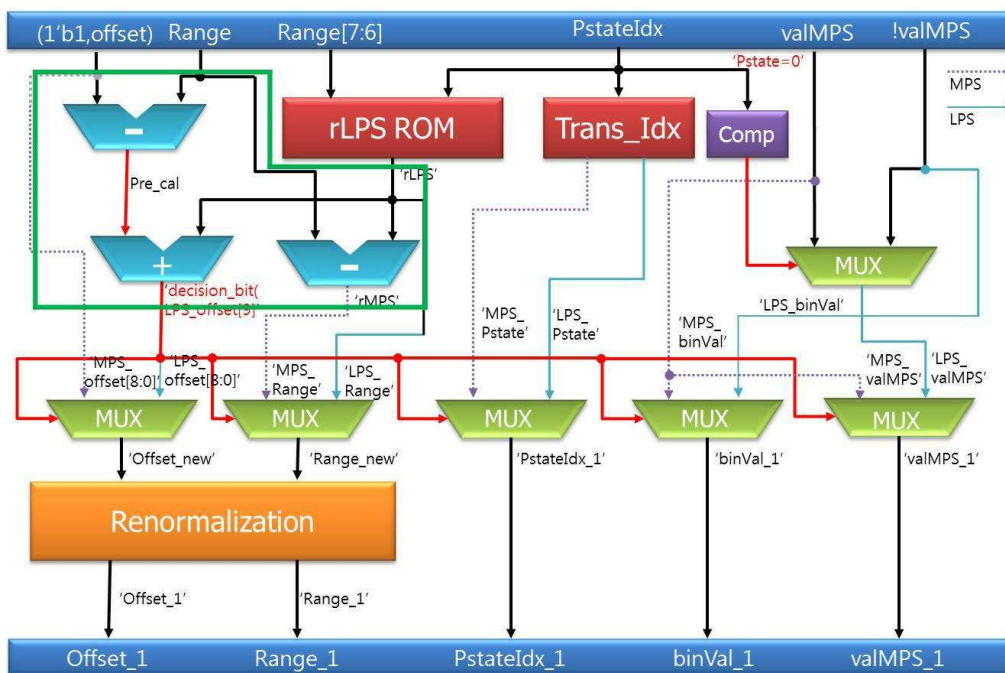 (1'b1,offset) Range Range[7:6] PstateIdx valMPS !valMPS
'Pstate=0'
MPS
LPS
-
rLPS ROM
Trans_Idx
Comp
Pre_cal
'rLPS'
+
-
MUX
'decision_bit(
LPS_offset[9]'
'rMPS'
'MPS_
Pstate'
'LPS_
Pstate'
'MPS_
binVal'
'LPS_binVal'
'MPS_
offset[8:0]'
'LPS_
offset[8:0]'
'MPS_
Range'
'LPS_
Range'
'MPS_
valMPS'
'LPS_
valMPS'
MUX MUX MUX MUX MUX
'Offset_new' 'Range_new' 'PstateIdx_1' 'binVal_1' 'valMPS_1'
Renormalization
'Offset_1' 'Range_1'
Offset_1 Range_1 PstateIdx_1 binVal_1 valMPS_1